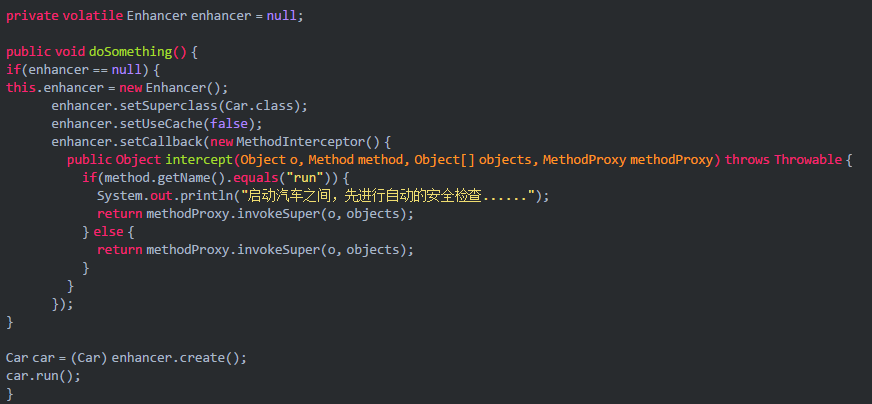 private volatile Enhancer enhancer = null;
public void doSomething() {
if(enhancer == null) {
this.enhancer = new Enhancer();
enhancer.setSuperclass(Car.class);
enhancer.setUseCache(false);
enhancer.setCallback(new MethodInterceptor() {
public Object intercept(Object o, Method method, Object[] objects, MethodProxy methodProxy) throws Throwable {
if(method.getName().equals("run")) {
System.out.println("启动汽车之间，先进行自动的安全检查......");
return methodProxy.invokeSuper(o, objects);
} else {
return methodProxy.invokeSuper(o, objects);
}
}
});
}
Car car = (Car) enhancer.create();
car.run();
}